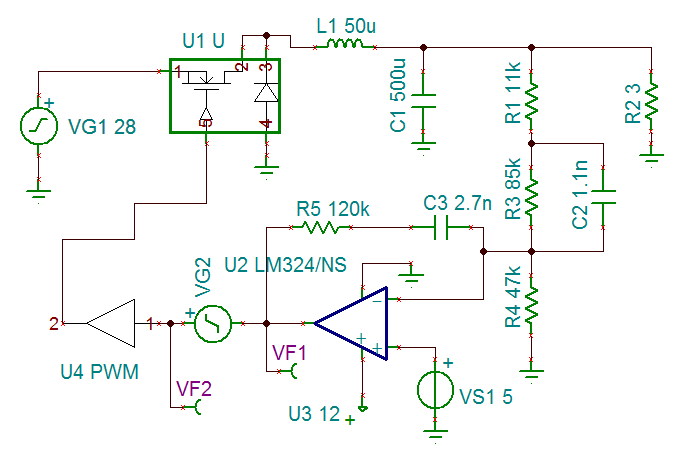 L1 50u
U1 U
1
2
3
4
5
VG1 28
C1 500u
R1 11k
R2 3
R3 85k
C2 1.1n
R5 120k
C3 2.7n
VG2
U2 LM324/NS
R4 47k
2
1
U4 PWM
VF1
VF2
U3 12
VS1 5